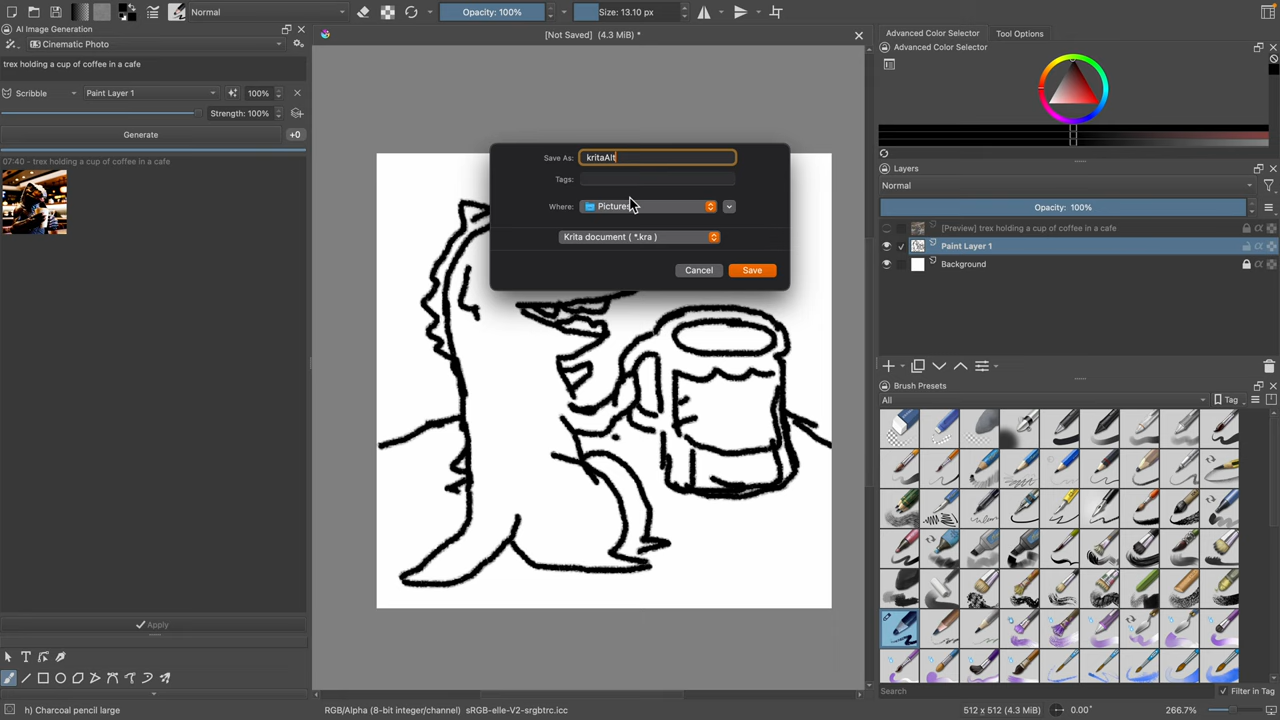 Normal
Opacity: 100%
Size: 13.10 px
AI Image Generation
Cinematic Photo
trex holding a cup of coffee in a cafe
Scribble
Paint Layer 1
100%
Strength: 100%
Generate
+0
07:40 - trex holding a cup of coffee in a cafe
Apply
[Not Saved] (4.3 MiB) *
Save As:
kritaAlt
Tags:
Where:
Pictures
Krita document ( *.kra )
Cancel
Save
Advanced Color Selector
Tool Options
Advanced Color Selector
Layers
Normal
Opacity: 100%
[Preview] trex holding a cup of coffee in a cafe
Paint Layer 1
Background
Brush Presets
All
Tag
Search
Filter in Tag
h) Charcoal pencil large
RGB/Alpha (8-bit integer/channel) sRGB-elle-V2-srgbtrc.icc
512 x 512 (4.3 MiB)
0.00°
266.7%